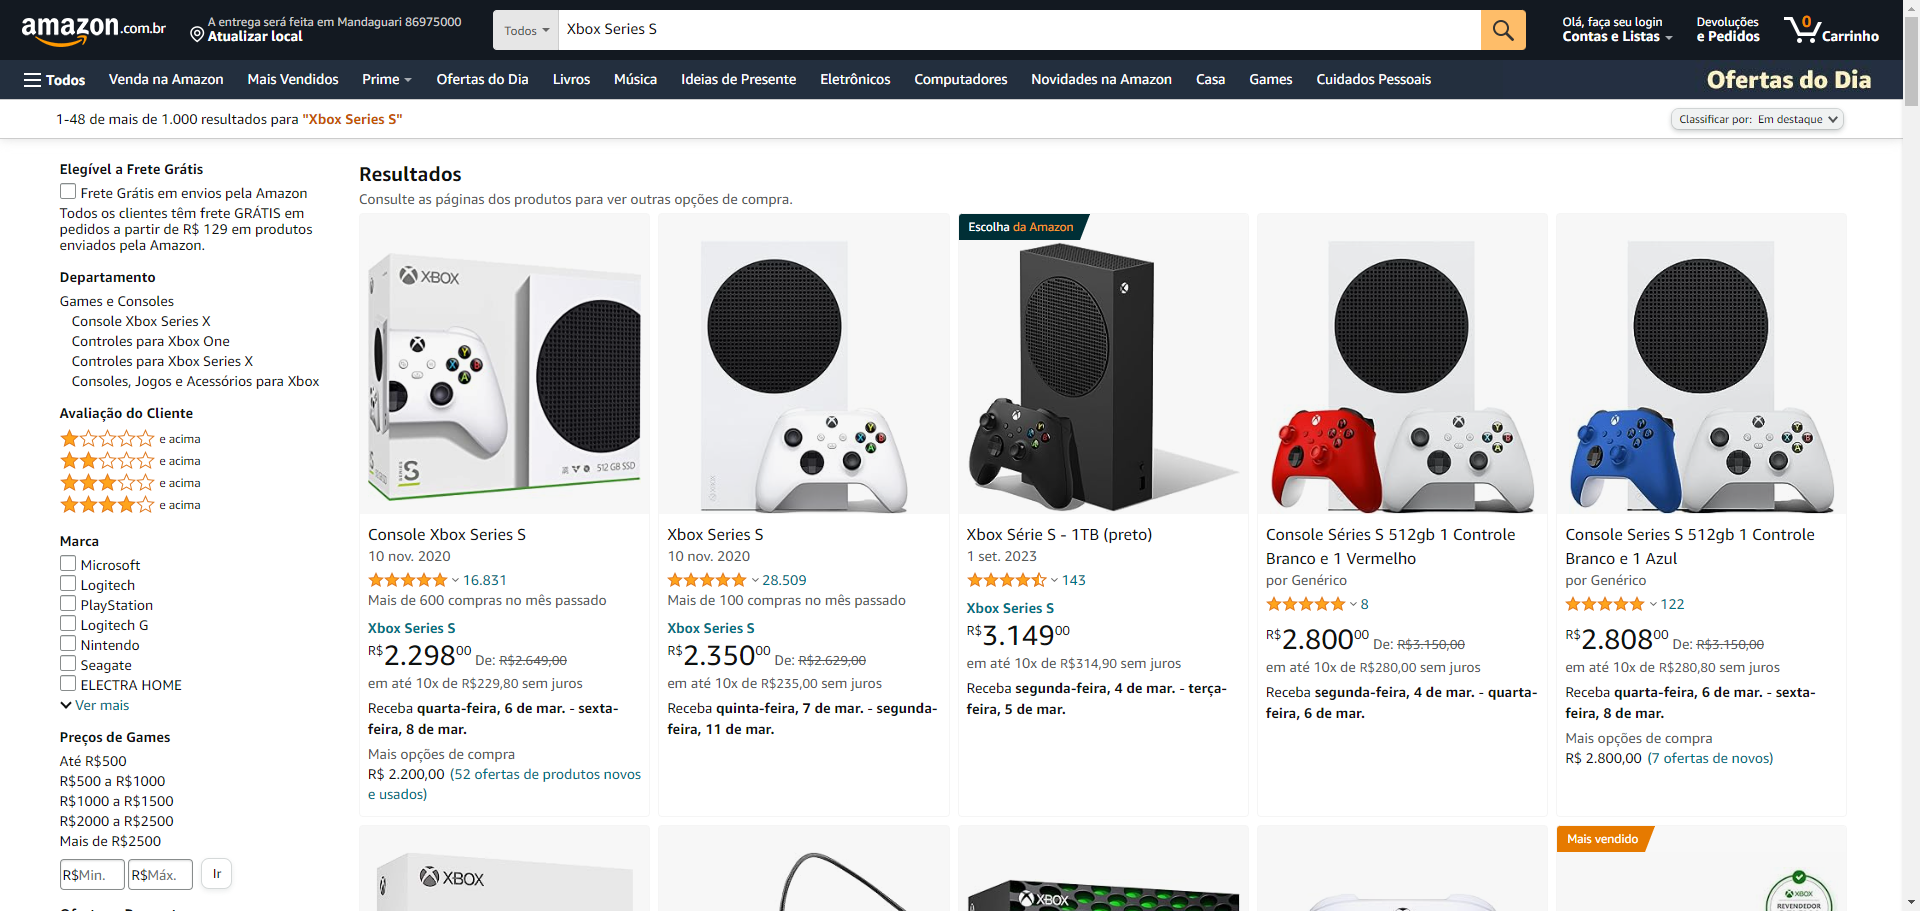 amazon.com.br
A entrega será feita em Mandaguari 86975000
Atualizar local
Todos
Xbox Series S
Olá, faça seu login
Contas e Listas
Devoluções
e Pedidos
0
Carrinho
Todos
Venda na Amazon
Mais Vendidos
Prime
Ofertas do Dia
Livros
Música
Ideias de Presente
Eletrônicos
Computadores
Novidades na Amazon
Casa
Games
Cuidados Pessoais
Ofertas do Dia
1-48 de mais de 1.000 resultados para "Xbox Series S"
Classificar por: Em destaque
Elegível a Frete Grátis
Frete Grátis em envios pela Amazon
Todos os clientes têm frete GRÁTIS em
pedidos a partir de R$ 129 em produtos
enviados pela Amazon.
Departamento
Games e Consoles
Console Xbox Series X
Controles para Xbox One
Controles para Xbox Series X
Consoles, Jogos e Acessórios para Xbox
Avaliação do Cliente
e acima
e acima
e acima
e acima
Marca
Microsoft
Logitech
PlayStation
Logitech G
Nintendo
Seagate
ELECTRA HOME
Ver mais
Preços de Games
Até R$500
R$500 a R$1000
R$1000 a R$1500
R$2000 a R$2500
Mais de R$2500
R$Min.
R$Máx.
Ir
Resultados
Consulte as páginas dos produtos para ver outras opções de compra.
XBOX
SERIES S
512 GB SSD
Console Xbox Series S
10 nov. 2020
16.831
Mais de 600 compras no mês passado
Xbox Series S
R$2.29800 De: R$2.649,00
em até 10x de R$229,80 sem juros
Receba quarta-feira, 6 de mar. - sexta-
feira, 8 de mar.
Mais opções de compra
R$ 2.200,00 (52 ofertas de produtos novos
e usados)
Xbox Series S
10 nov. 2020
28.509
Mais de 100 compras no mês passado
Xbox Series S
R$2.35000 De: R$2.629,00
em até 10x de R$235,00 sem juros
Receba quinta-feira, 7 de mar. - segunda-
feira, 11 de mar.
Escolha da Amazon
Xbox Série S - 1TB (preto)
1 set. 2023
143
Xbox Series S
R$3.14900
em até 10x de R$314,90 sem juros
Receba segunda-feira, 4 de mar. - terça-
feira, 5 de mar.
Console Séries S 512gb 1 Controle
Branco e 1 Vermelho
por Genérico
8
R$2.80000 De: R$3.150,00
em até 10x de R$280,00 sem juros
Receba segunda-feira, 4 de mar. - quarta-
feira, 6 de mar.
Console Series S 512gb 1 Controle
Branco e 1 Azul
por Genérico
122
R$2.80800 De: R$3.150,00
em até 10x de R$280,80 sem juros
Receba quarta-feira, 6 de mar. - sexta-
feira, 8 de mar.
Mais opções de compra
R$ 2.800,00 (7 ofertas de novos)
XBOX
XBOX
Mais vendido
XBOX
REVENDEDOR